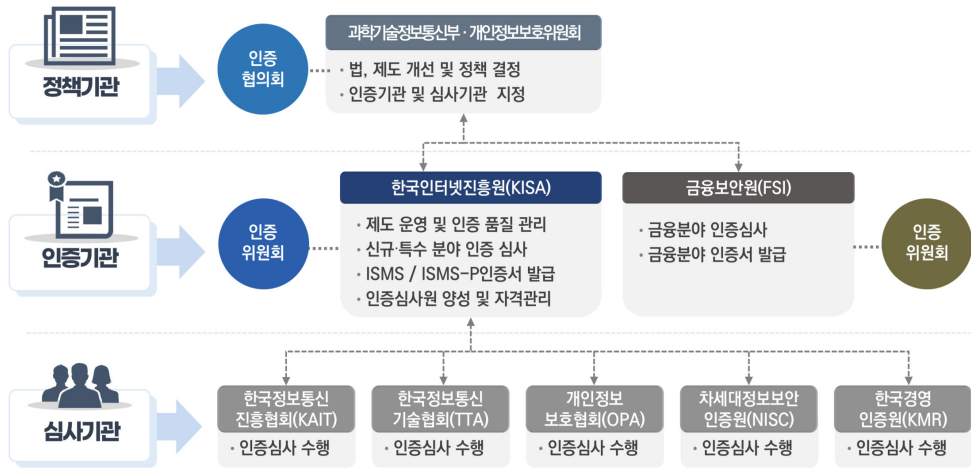 정책기관
인증
협의회
과학기술정보통신부·개인정보보호위원회
· 법, 제도 개선 및 정책 결정
· 인증기관 및 심사기관 지정
인증기관
인증
위원회
한국인터넷진흥원(KISA)
· 제도 운영 및 인증 품질 관리
· 신규·특수 분야 인증 심사
· ISMS / ISMS-P인증서 발급
· 인증심사원 양성 및 자격관리
금융보안원(FSI)
· 금융분야 인증심사
· 금융분야 인증서 발급
인증
위원회
심사기관
한국정보통신
진흥협회(KAIT)
· 인증심사 수행
한국정보통신
기술협회(TTA)
· 인증심사 수행
개인정보
보호협회(OPA)
· 인증심사 수행
차세대정보보안
인증원(NISC)
· 인증심사 수행
한국경영
인증원(KMR)
· 인증심사 수행